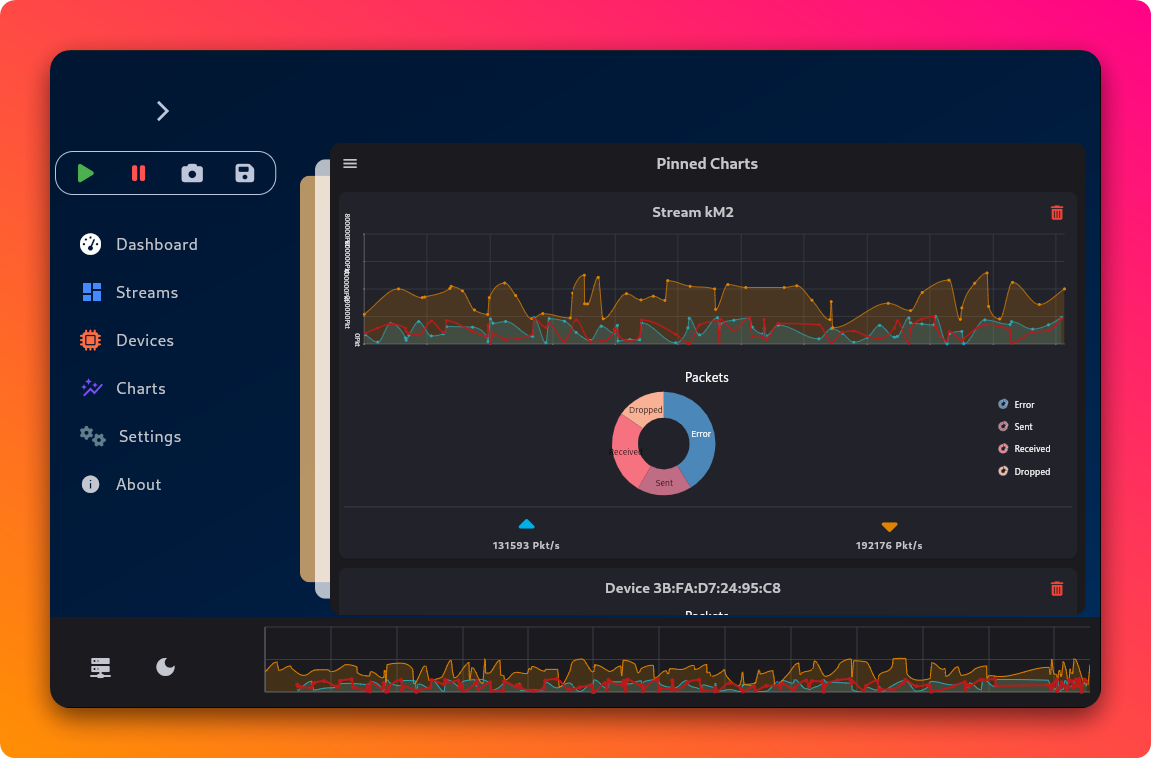 Pinned Charts
Stream kM2
Dashboard
Streams
Devices
Charts
Settings
About
Packets
Dropped
Error
Received
Sent
Error
Sent
Received
Dropped
131593 Pkt/s
192176 Pkt/s
Device 3B:FA:D7:24:95:C8
Packets